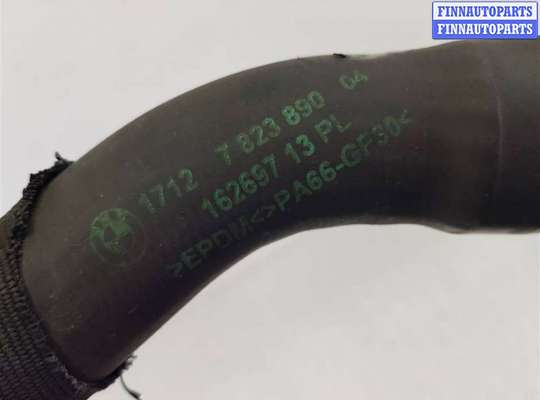 FINNAUTOPARTS
FINNAUTOPARTS
1712 7 823 890 04
162697 13 PL
>EPDM<>PA66-GF30<